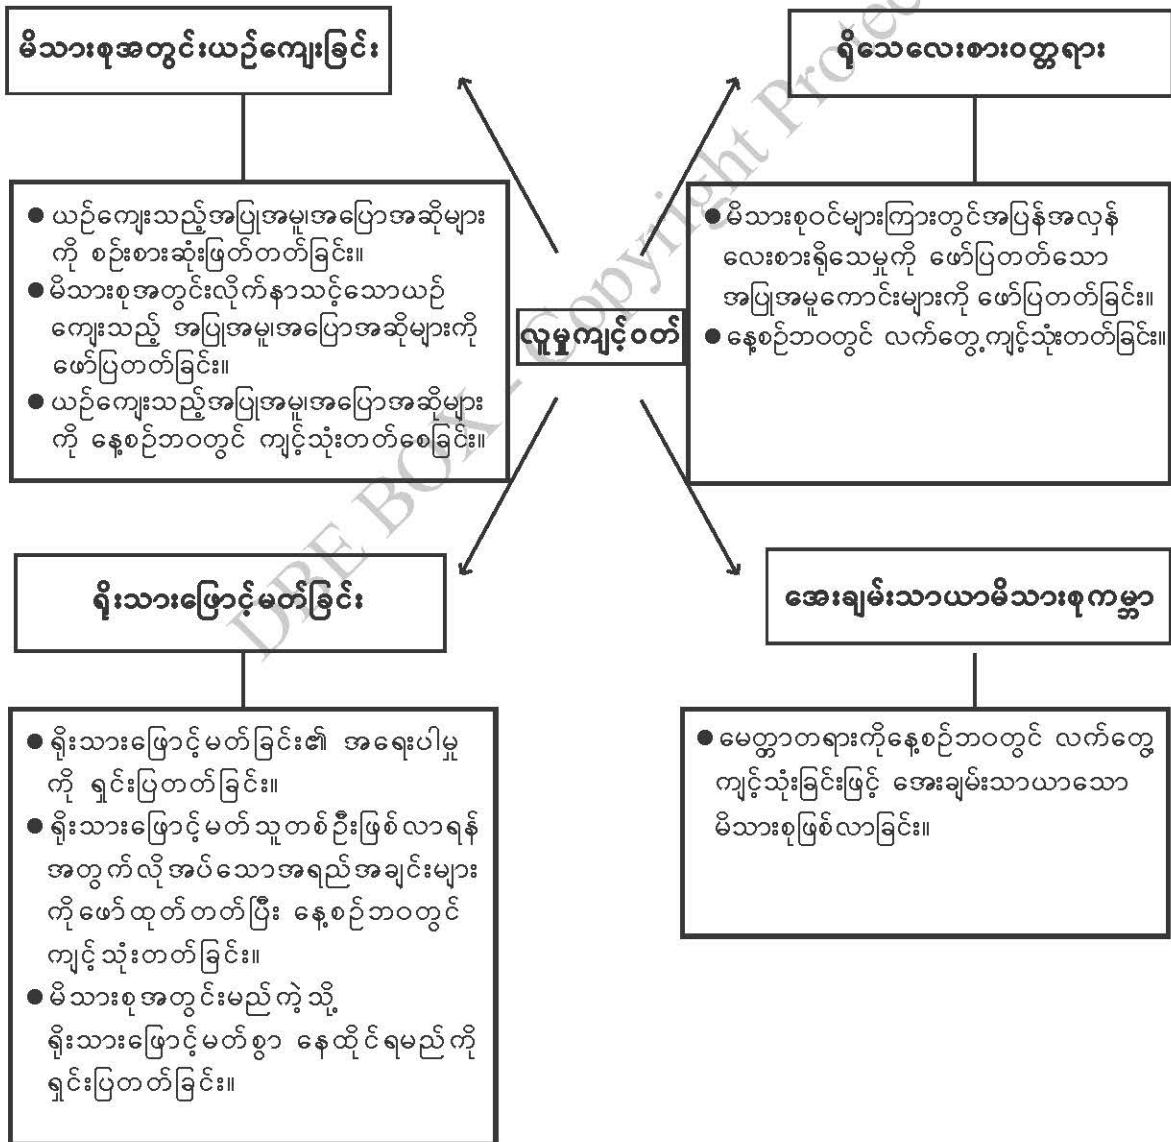 မိသားစုအတွင်းယဉ်ကျေးခြင်း
ယဉ်ကျေးသည့်အပြုအမူ၊အပြောအဆိုများ
ကို စဉ်းစားဆုံးဖြတ်တတ်ခြင်း။
မိသားစုအတွင်းလိုက်နာသင့်သောယဉ်
ကျေးသည့် အပြုအမူ၊အပြောအဆိုများကို
ဖော်ပြတတ်ခြင်း။
ယဉ်ကျေးသည့်အပြုအမူ၊အပြောအဆိုများ
ကို နေ့စဉ်ဘဝတွင် ကျင့်သုံးတတ်စေခြင်း။
ရိုသေလေးစားဝတ္တရား
မိသားစုဝင်များကြားတွင်အပြန်အလှန်
လေးစားရိုသေမှုကို ဖော်ပြတတ်သော
အပြုအမူကောင်းများကို ဖော်ပြတတ်ခြင်း။
နေ့စဉ်ဘဝတွင် လက်တွေ့ကျင့်သုံးတတ်ခြင်း။
လူမှုကျင့်ဝတ်
ရိုးသားဖြောင့်မတ်ခြင်း
ရိုးသားဖြောင့်မတ်ခြင်း၏ အရေးပါမှု
ကို ရှင်းပြတတ်ခြင်း။
ရိုးသားဖြောင့်မတ်သူတစ်ဦးဖြစ်လာရန်
အတွက်လိုအပ်သောအရည်အချင်းများ
ကိုဖော်ထုတ်တတ်ပြီး နေ့စဉ်ဘဝတွင်
ကျင့်သုံးတတ်ခြင်း။
မိသားစုအတွင်းမည်ကဲ့သို့
ရိုးသားဖြောင့်မတ်စွာ နေထိုင်ရမည်ကို
ရှင်းပြတတ်ခြင်း။
အေးချမ်းသာယာမိသားစုကမ္ဘာ
မေတ္တာတရားကိုနေ့စဉ်ဘဝတွင် လက်တွေ့
ကျင့်သုံးခြင်းဖြင့် အေးချမ်းသာယာသော
မိသားစုဖြစ်လာခြင်း။
DBE BOX - Copyright Protec